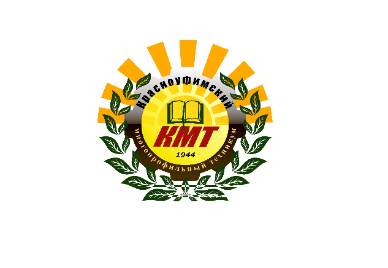 Красноуфимский
КМТ
1944
многопрофильный техникум